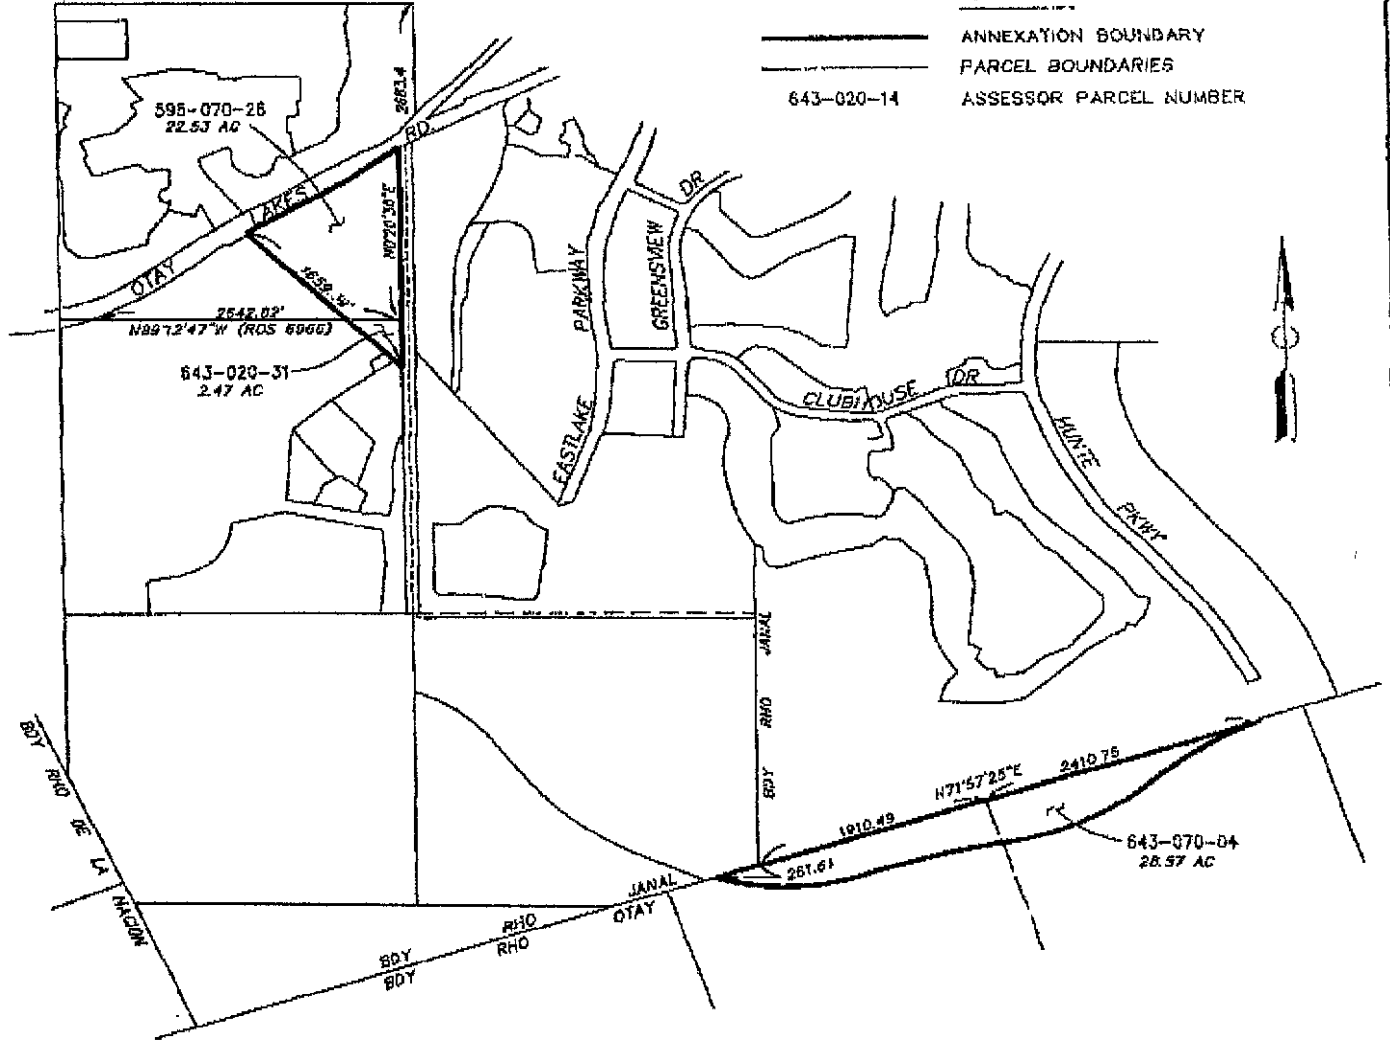 ANNEXATION BOUNDARY
PARCEL BOUNDARIES
643-020-14 ASSESSOR PARCEL NUMBER
2683.4
595-070-26
22.53 AC
RD.
LAKES
OTAY
N0°20'30"E
1659.19'
2542.02'
N89°12'47"W (ROS 6966)
643-020-31
2.47 AC
DR
GREENSVIEW
PARKWAY
EASTLAKE
CLUBHOUSE DR
HUNTE
PKWY
JANAL
RHO
BDY
BDY RHO DE LA NACION
N71°57'25"E
2410.75
1910.49
261.61
643-070-04
28.57 AC
JANAL
OTAY
RHO
RHO
BDY
BDY